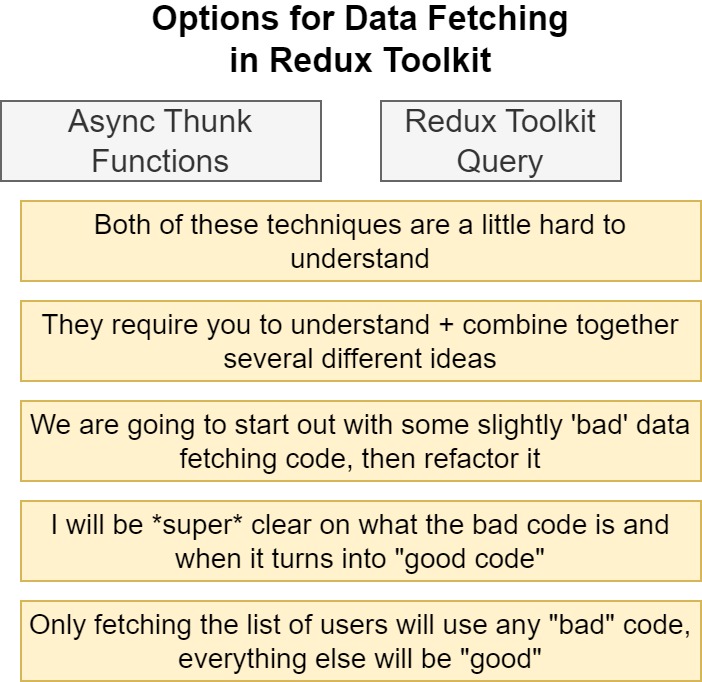 Options for Data Fetching
in Redux Toolkit
Async Thunk
Functions
Redux Toolkit
Query
Both of these techniques are a little hard to
understand
They require you to understand + combine together
several different ideas
We are going to start out with some slightly 'bad' data
fetching code, then refactor it
I will be *super* clear on what the bad code is and
when it turns into "good code"
Only fetching the list of users will use any "bad" code,
everything else will be "good"